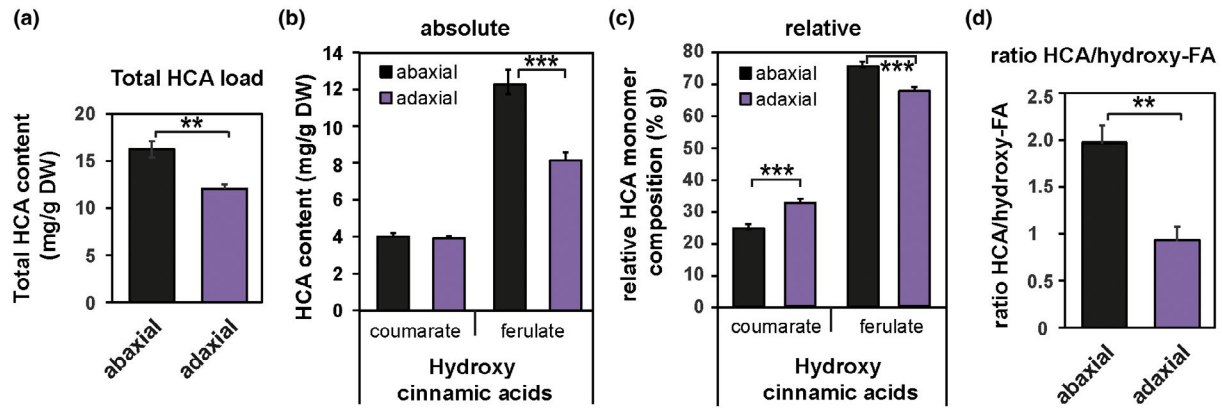 (a)
Total HCA load
Total HCA content
(mg/g DW)
20
15
10
5
0
**
abaxial
adaxial
(b)
absolute
HCA content (mg/g DW)
14
12
10
8
6
4
2
0
abaxial
adaxial
***
coumarate
ferulate
Hydroxy
cinnamic acids
(c)
relative
relative HCA monomer
composition (% g)
80
70
60
50
40
30
20
10
0
abaxial
adaxial
***
***
coumarate
ferulate
Hydroxy
cinnamic acids
(d)
ratio HCA/hydroxy-FA
ratio HCA/hydroxy-FA
2.5
2.0
1.5
1
0.5
0
**
abaxial
adaxial